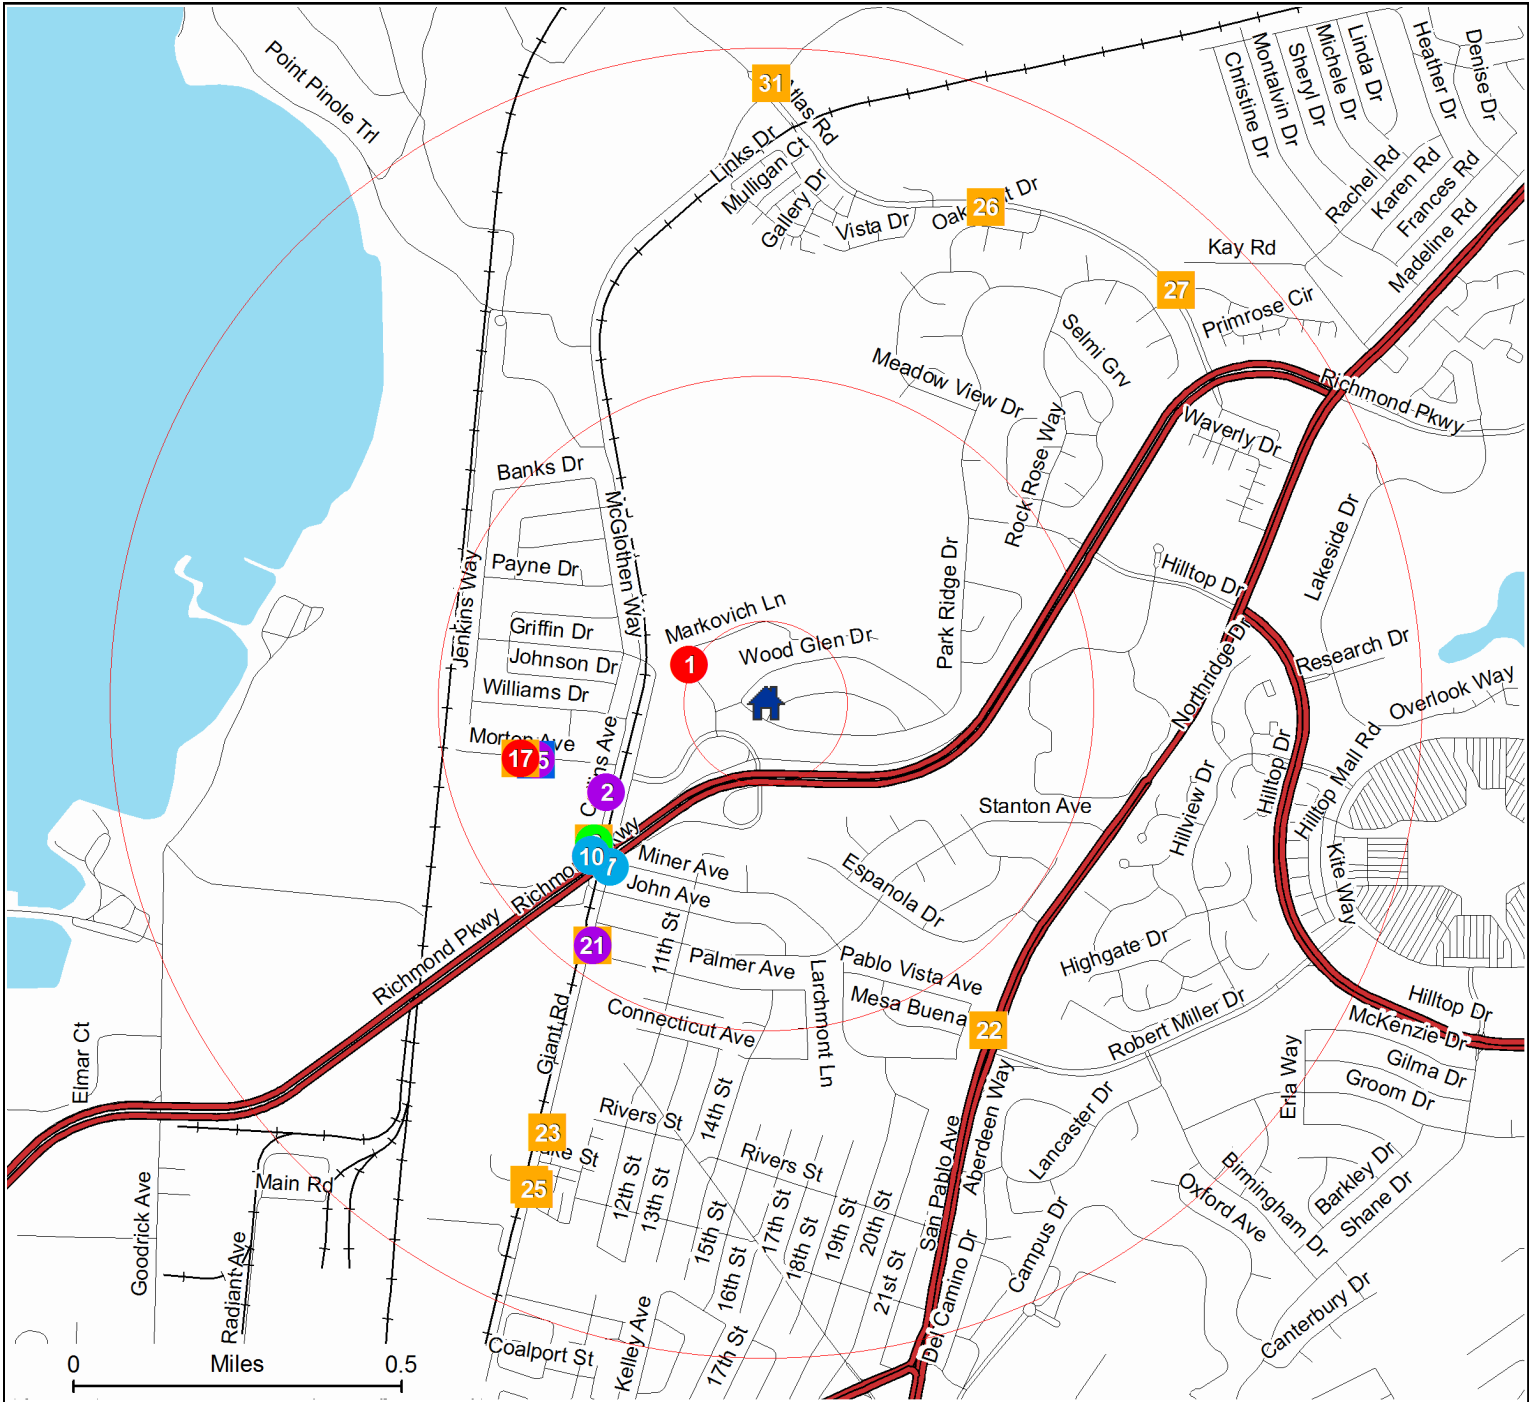 Point Pinole Trl
31
Atlas Rd
Links Dr
Mulligan Ct
Gallery Dr
Vista Dr
26
Christine Dr
Montalvin Dr
Sheryl Dr
Michele Dr
Linda Dr
Heather Dr
Denise Dr
Rachel Rd
Karen Rd
Frances Rd
Madeline Rd
Kay Rd
27
Primrose Cir
Selmi Grv
Meadow View Dr
Rock Rose Way
Richmond Pkwy
Waverly Dr
Banks Dr
McGlothen Way
Payne Dr
Jenkins Way
Griffin Dr
Johnson Dr
Williams Dr
Markovich Ln
1
Wood Glen Dr
Park Ridge Dr
Hilltop Dr
Lakeside Dr
Northridge Dr
Research Dr
Overlook Way
Morton Ave
17
5
2
10
7
Stanton Ave
Hillview Dr
Hilltop Dr
Hilltop Mall Rd
Kite Way
Miner Ave
John Ave
Espanola Dr
Richmond Pkwy
21
11th St
Palmer Ave
Larchmont Ln
Pablo Vista Ave
Mesa Buena
22
Highgate Dr
Robert Miller Dr
Hilltop Dr
McKenzie Dr
Gilma Dr
Groom Dr
Erla Way
Giant Rd
Connecticut Ave
Elmar Ct
23
25
Rivers St
14th St
12th St
13th St
Rivers St
15th St
16th St
17th St
17th St
18th St
19th St
20th St
21st St
San Pablo Ave
Aberdeen Way
Lancaster Dr
Campus Dr
Del Camino Dr
Oxford Ave
Birmingham Dr
Barkley Dr
Shane Dr
Canterbury Dr
Main Rd
Goodrick Ave
Radiant Ave
Coalport St
Kelley Ave
0
Miles
0.5